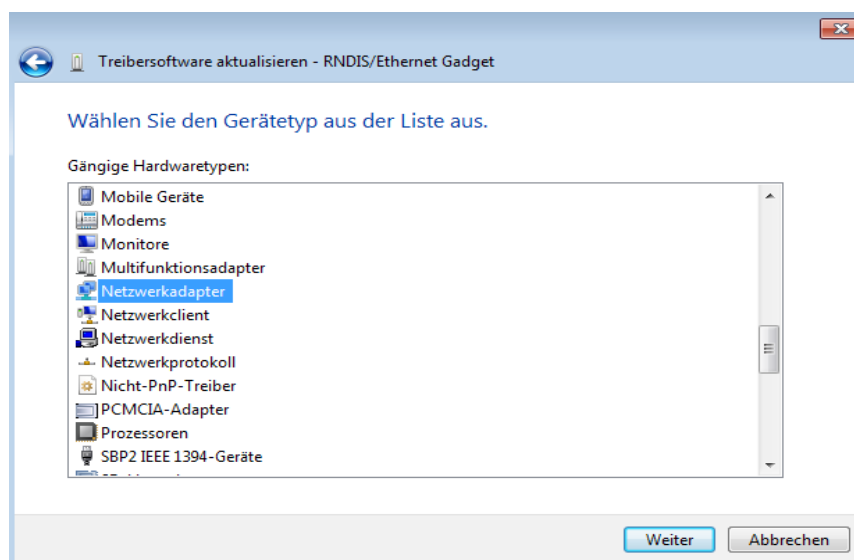 Treibersoftware aktualisieren - RNDIS/Ethernet Gadget
Wählen Sie den Gerätetyp aus der Liste aus.
Gängige Hardwaretypen:
Mobile Geräte
Modems
Monitore
Multifunktionsadapter
Netzwerkadapter
Netzwerkclient
Netzwerkdienst
Netzwerkprotokoll
Nicht-PnP-Treiber
PCMCIA-Adapter
Prozessoren
SBP2 IEEE 1394-Geräte
Weiter
Abbrechen